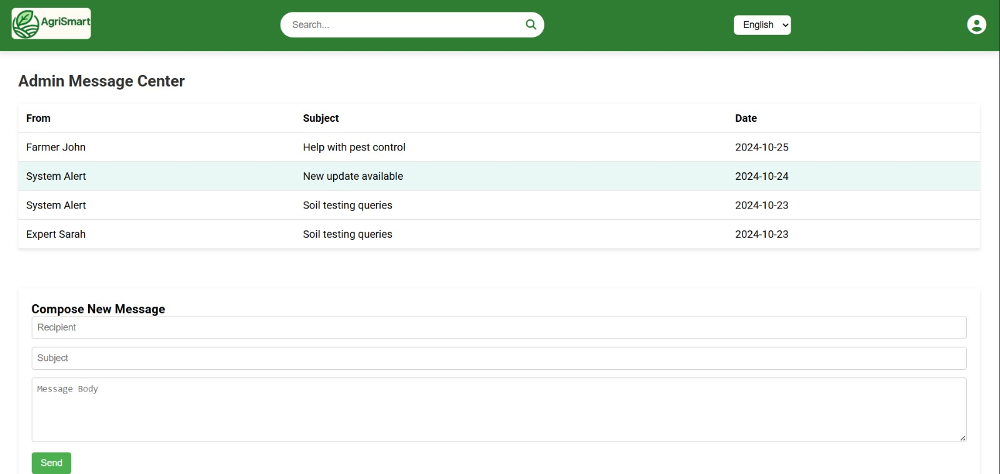 AgriSmart
Search...
English
Admin Message Center
From Subject Date
Farmer John Help with pest control 2024-10-25
System Alert New update available 2024-10-24
System Alert Soil testing queries 2024-10-23
Expert Sarah Soil testing queries 2024-10-23
Compose New Message
Recipient
Subject
Message Body
Send